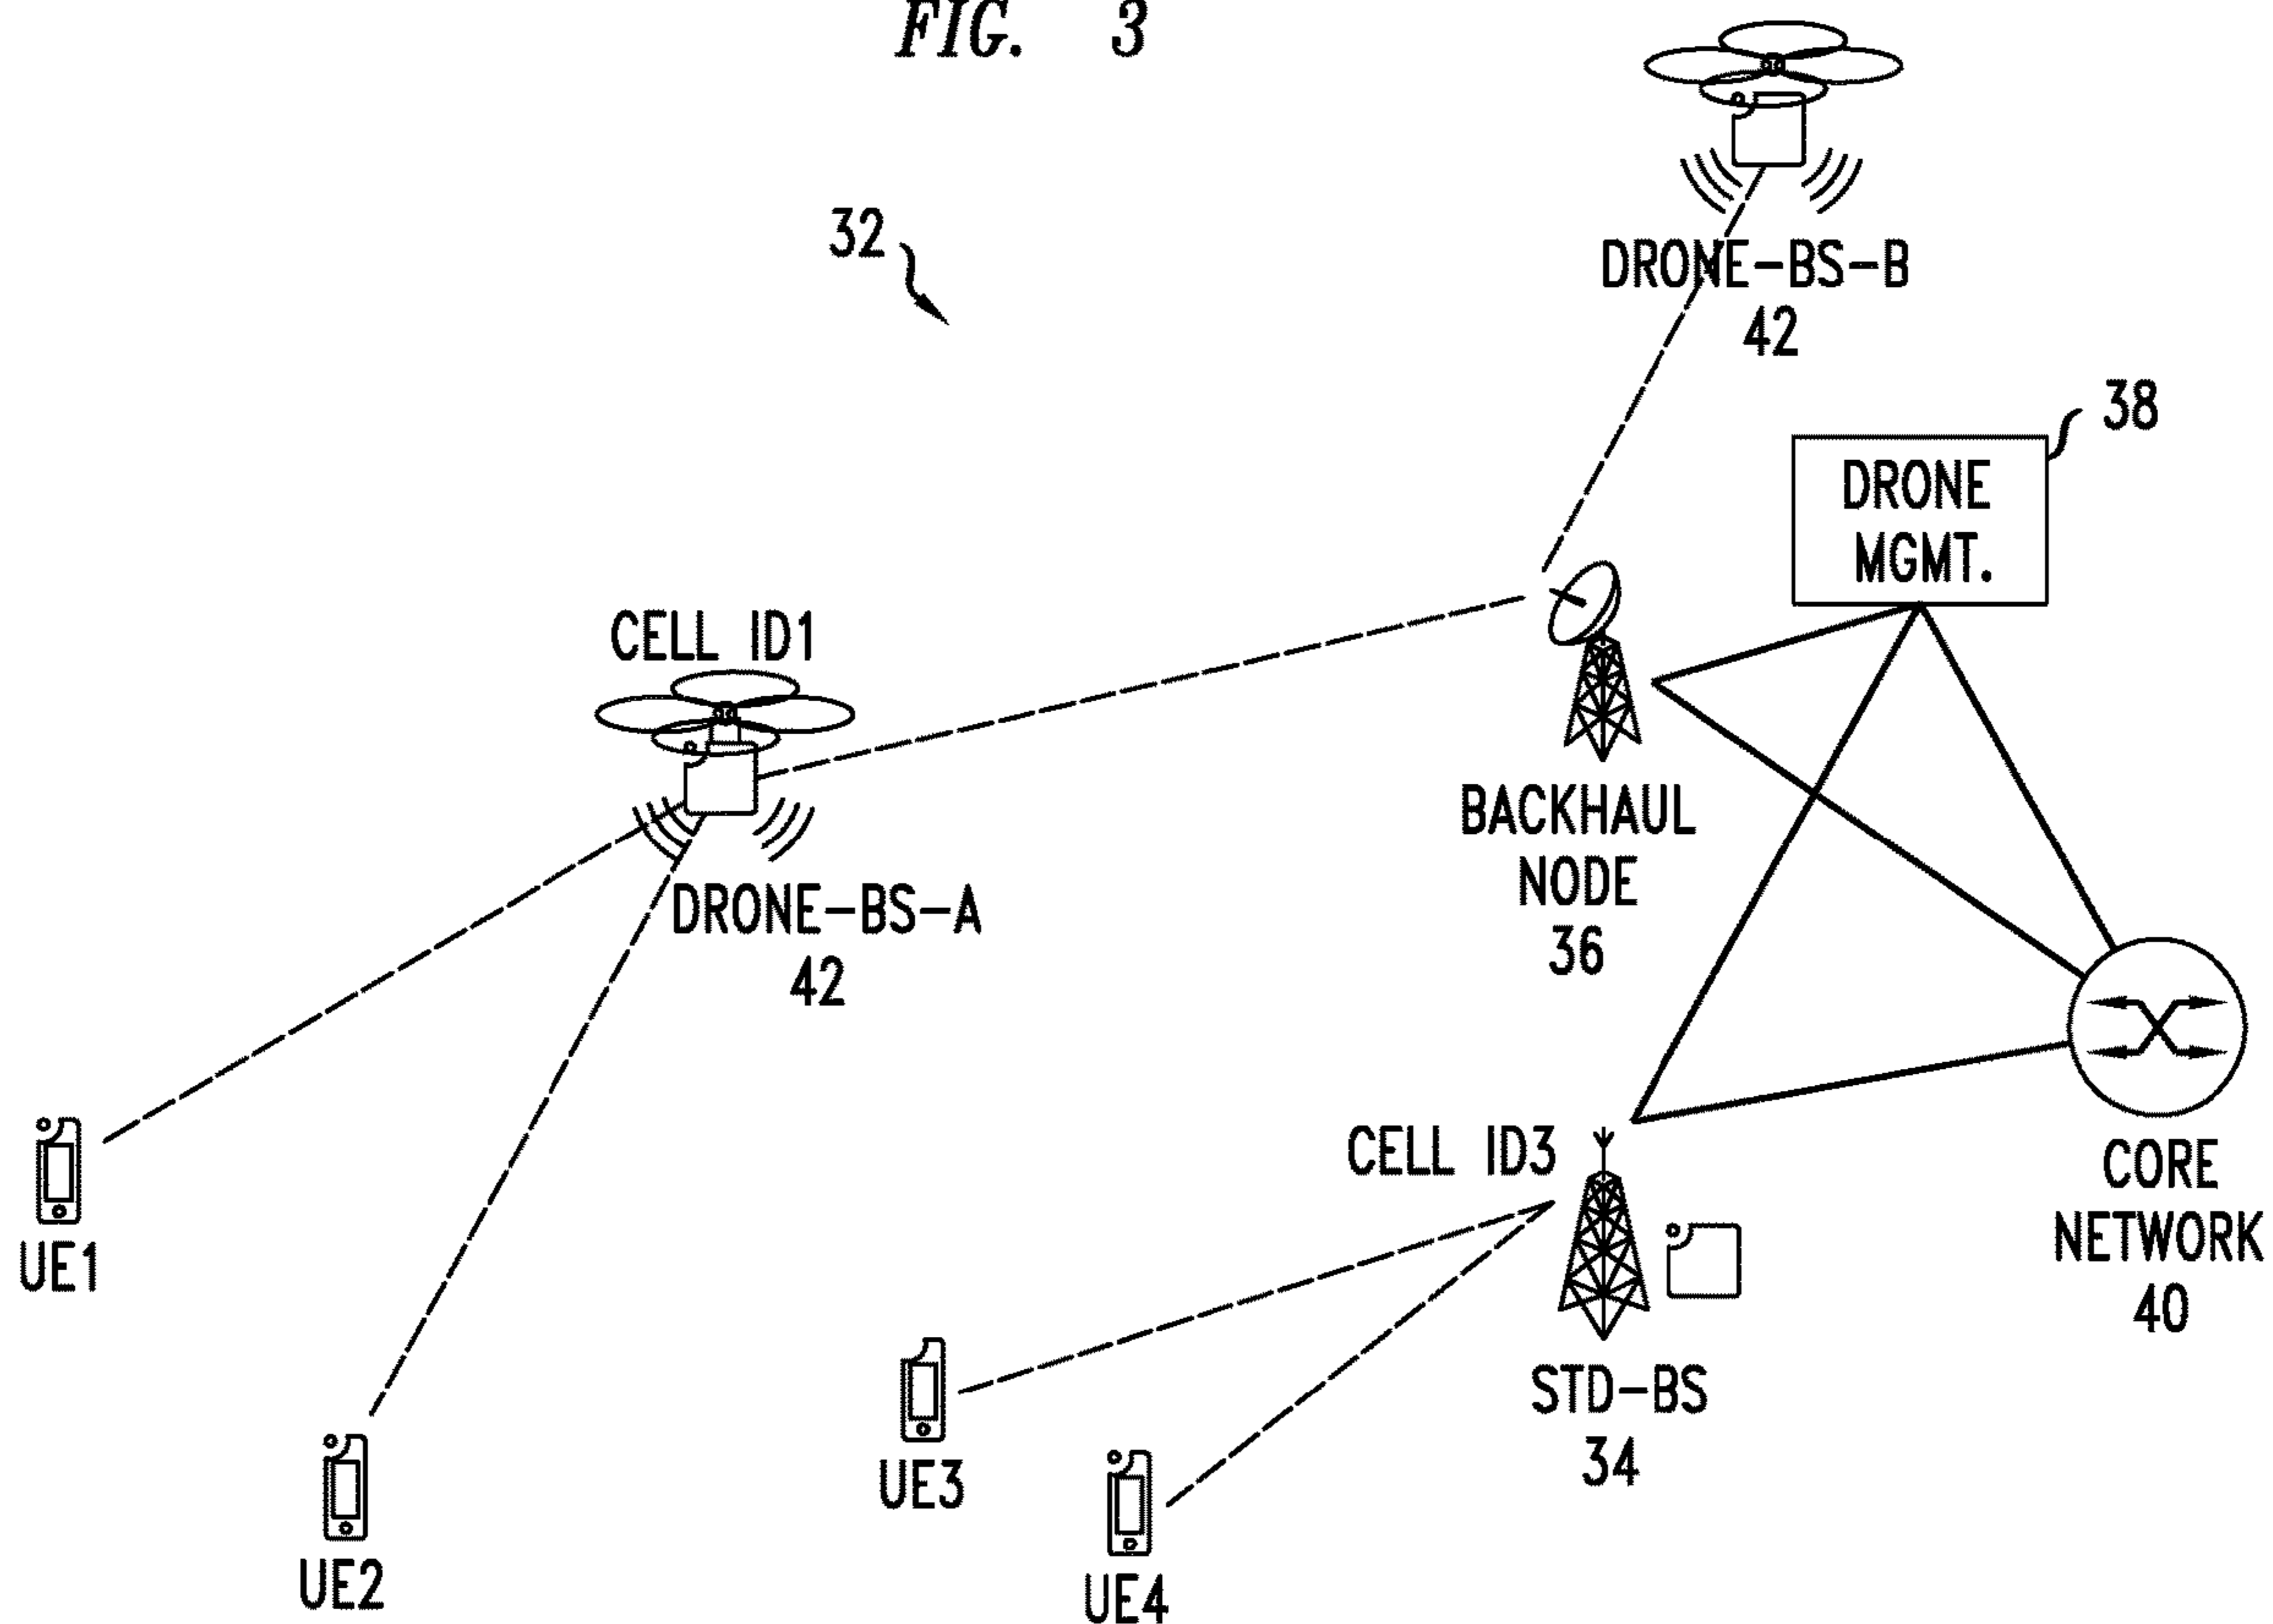 FIG. 3
32
DRONE-BS-B
42
38
DRONE
MGMT.
CELL ID1
DRONE-BS-A
42
BACKHAUL
NODE
36
UE1
UE2
CELL ID3
UE3
UE4
STD-BS
34
CORE
NETWORK
40